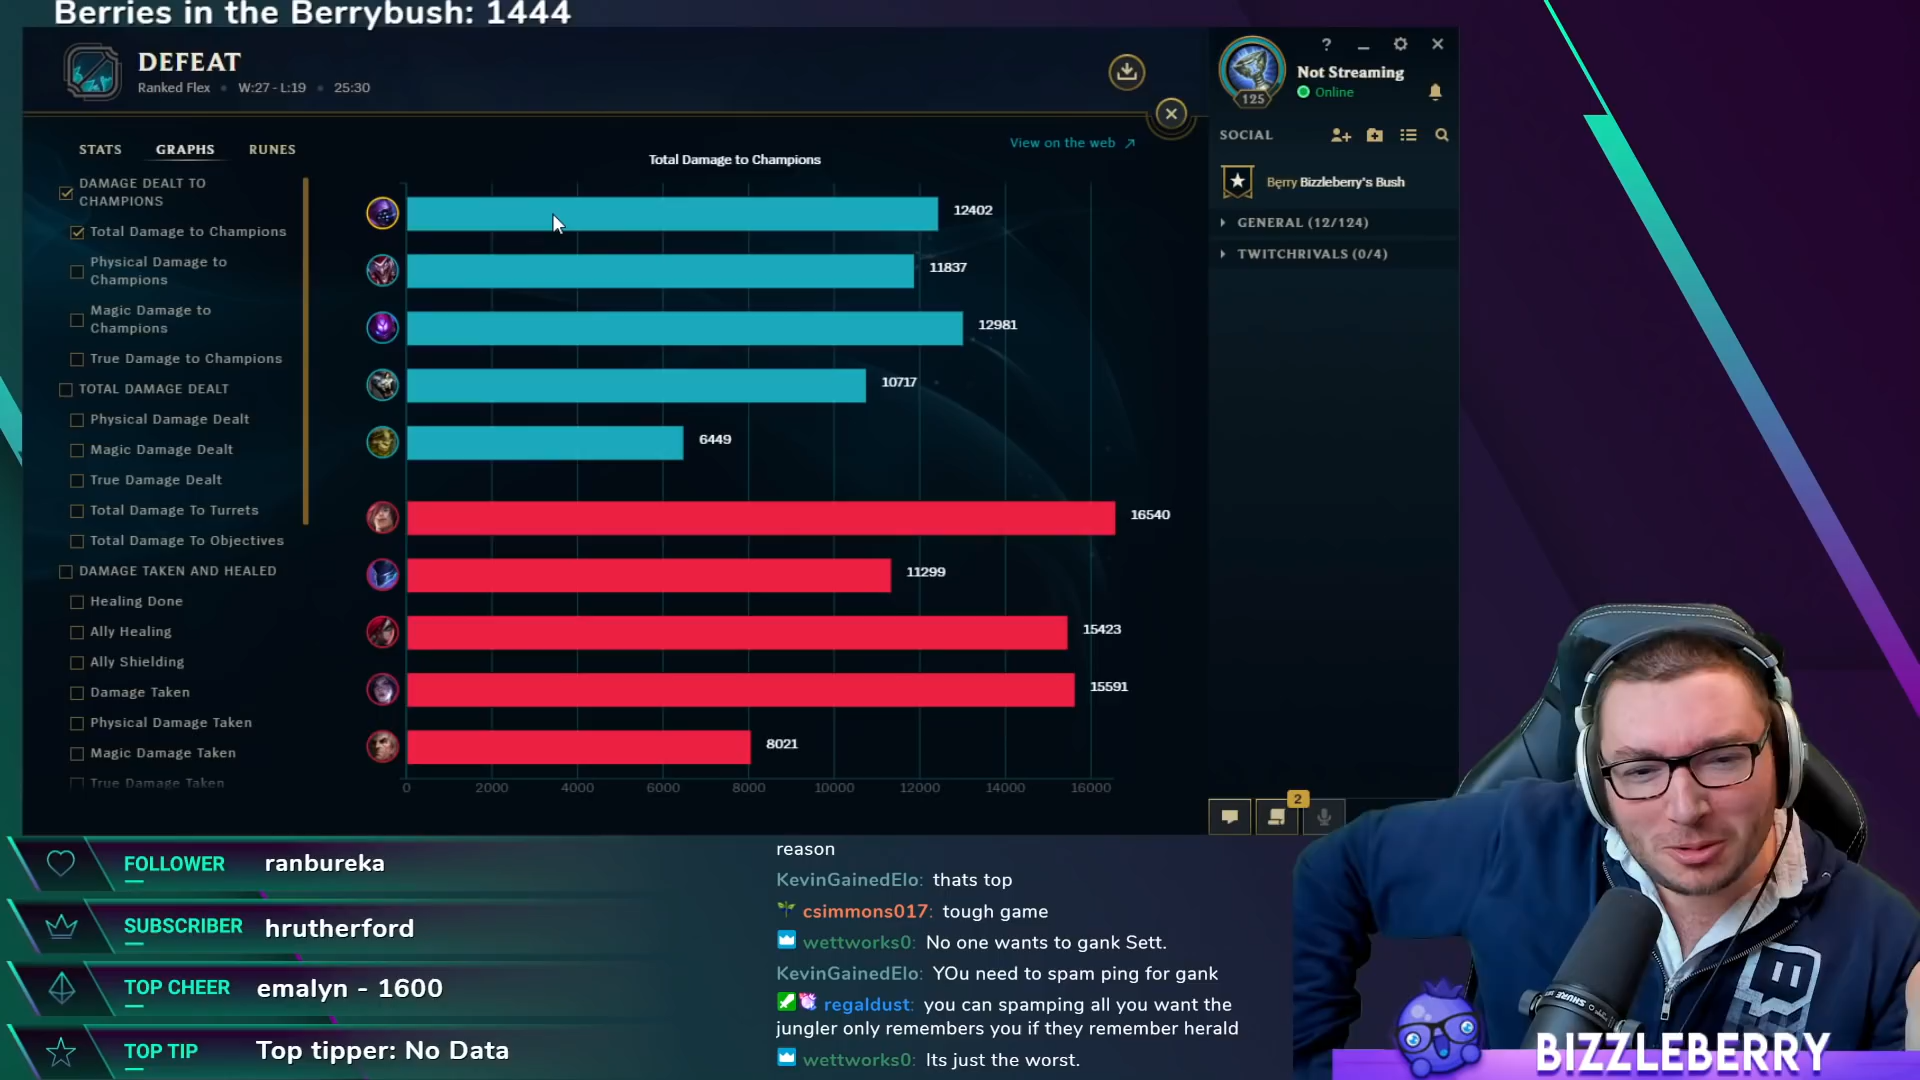 Berries in the Berrybush: 1444
DEFEAT
Ranked Flex • W:27 - L:19 • 25:30
STATS GRAPHS RUNES
View on the web
Total Damage to Champions
DAMAGE DEALT TO
CHAMPIONS
Total Damage to Champions
Physical Damage to
Champions
Magic Damage to
Champions
True Damage to Champions
TOTAL DAMAGE DEALT
Physical Damage Dealt
Magic Damage Dealt
True Damage Dealt
Total Damage To Turrets
Total Damage To Objectives
DAMAGE TAKEN AND HEALED
Healing Done
Ally Healing
Ally Shielding
Damage Taken
Physical Damage Taken
Magic Damage Taken
True Damage Taken
12402
11837
12981
10717
6449
16540
11299
15423
15591
8021
0 2000 4000 6000 8000 10000 12000 14000 16000
?
125
Not Streaming
Online
SOCIAL
Bęrry Bizzleberry's Bush
GENERAL (12/124)
TWITCHRIVALS (0/4)
2
FOLLOWER ranbureka
SUBSCRIBER hrutherford
TOP CHEER emalyn - 1600
TOP TIP Top tipper: No Data
reason
KevinGainedElo: thats top
csimmons017: tough game
wettworks0: No one wants to gank Sett.
KevinGainedElo: YOu need to spam ping for gank
regaldust: you can spamping all you want the
jungler only remembers you if they remember herald
wettworks0: Its just the worst.
SHURE
BIZZLEBERRY